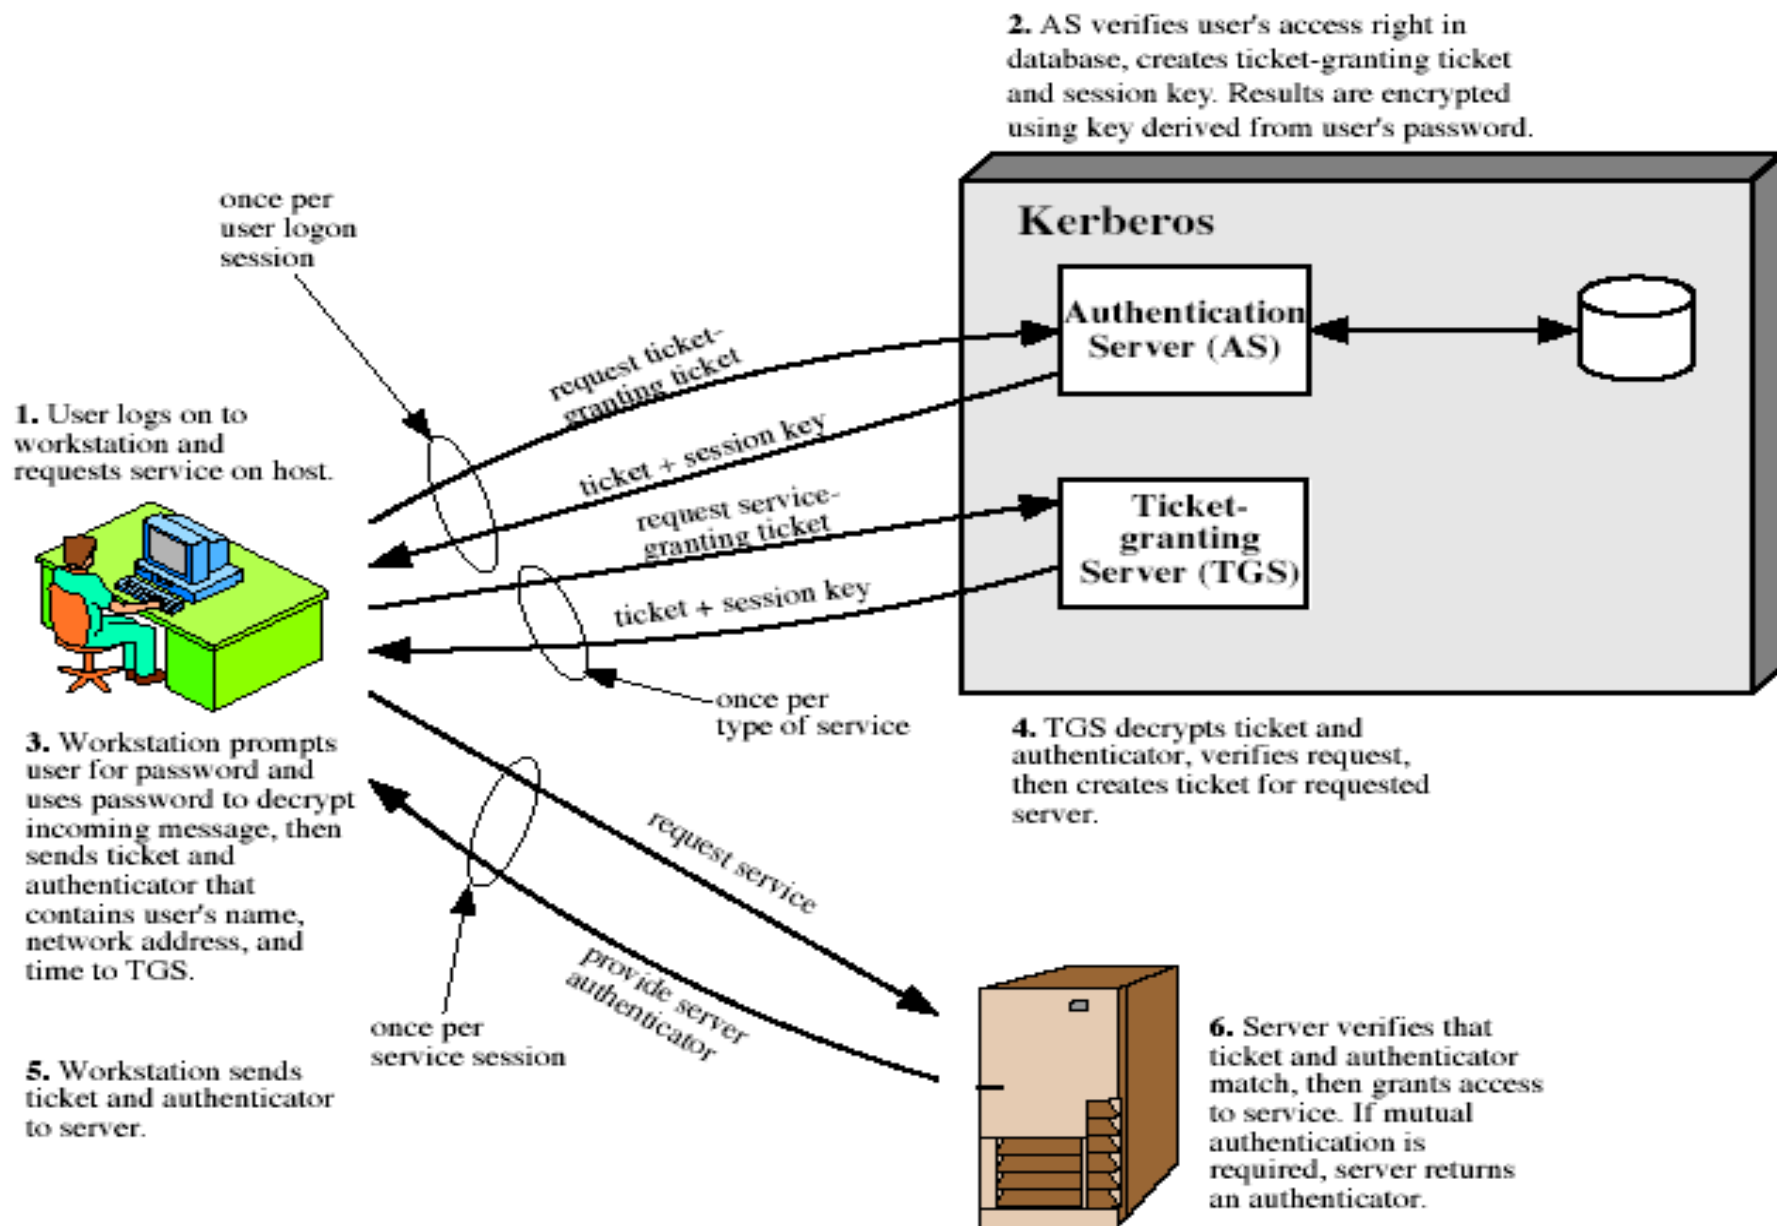 2. AS verifies user's access right in
database, creates ticket-granting ticket
and session key. Results are encrypted
using key derived from user's password.
once per
user logon
session
Kerberos
Authentication
Server (AS)
request ticket-
granting ticket
1. User logs on to
workstation and
requests service on host.
ticket + session key
request service-
granting ticket
Ticket-
granting
Server (TGS)
ticket + session key
once per
type of service
3. Workstation prompts
user for password and
uses password to decrypt
incoming message, then
sends ticket and
authenticator that
contains user's name,
network address, and
time to TGS.
4. TGS decrypts ticket and
authenticator, verifies request,
then creates ticket for requested
server.
request service
provide server
authenticator
once per
service session
5. Workstation sends
ticket and authenticator
to server.
6. Server verifies that
ticket and authenticator
match, then grants access
to service. If mutual
authentication is
required, server returns
an authenticator.